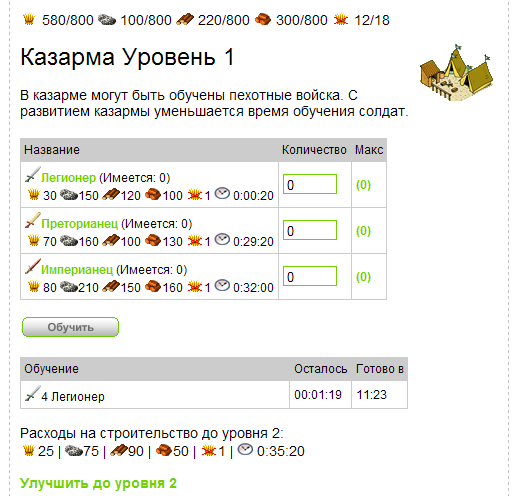 580/800 100/800 220/800 300/800 12/18
Казарма Уровень 1
В казарме могут быть обучены пехотные войска. С
развитием казармы уменьшается время обучения солдат.
Название Количество Макс
Легионер (Имеется: 0)
30 150 120 100 1 0:00:20 0 (0)
Преторианец (Имеется: 0)
70 160 100 130 1 0:29:20 0 (0)
Империанец (Имеется: 0)
80 210 150 160 1 0:32:00 0 (0)
Обучить
Обучение Осталось Готово в
4 Легионер 00:01:19 11:23
Расходы на строительство до уровня 2:
25 | 75 | 90 | 50 | 1 | 0:35:20
Улучшить до уровня 2